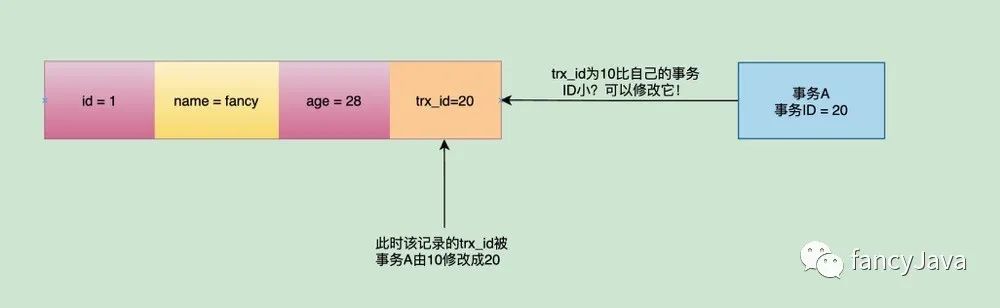 id = 1
name = fancy
age = 28
trx_id=20
trx_id为10比自己的事务
ID小？可以修改它！
事务A
事务ID = 20
此时该记录的trx_id被
事务A由10修改成20
fancyJava